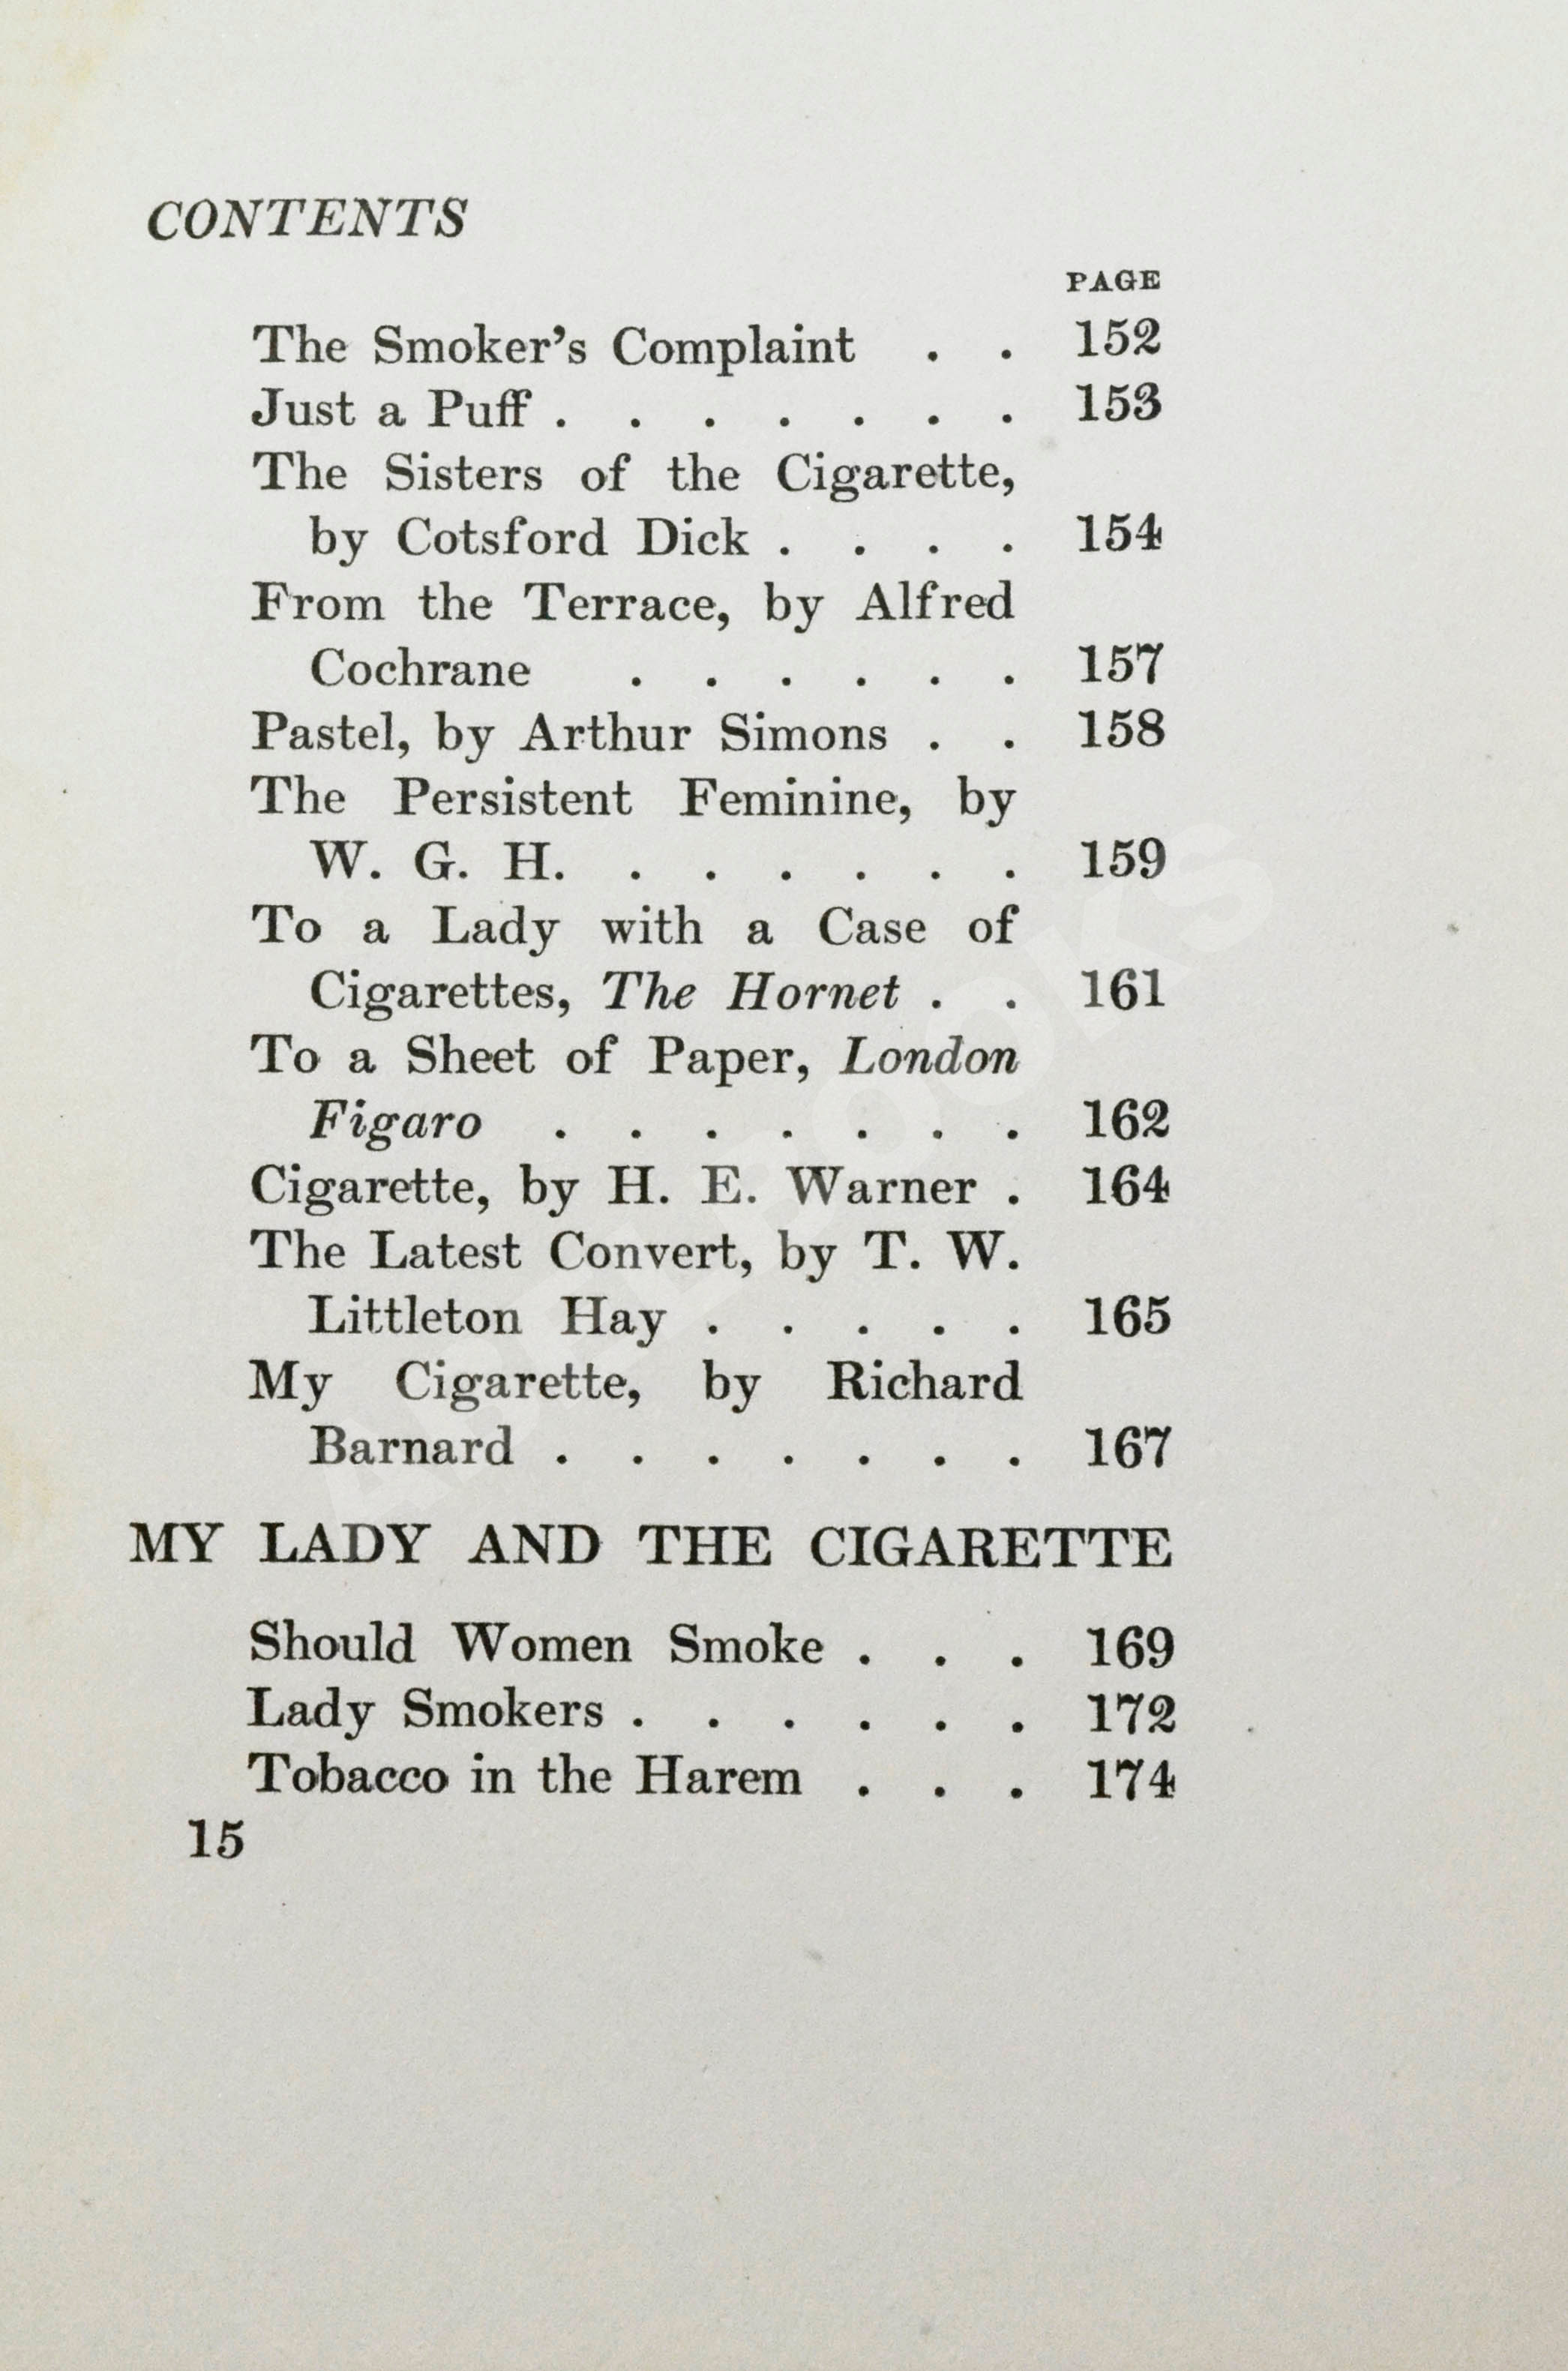 CONTENTS
PAGE
The Smoker's Complaint . . 152
Just a Puff . . . . . . . 153
The Sisters of the Cigarette,
by Cotsford Dick . . . . 154
From the Terrace, by Alfred
Cochrane . . . . . . 157
Pastel, by Arthur Simons . . 158
The Persistent Feminine, by
W. G. H. . . . . . . 159
To a Lady with a Case of
Cigarettes, The Hornet . . 161
To a Sheet of Paper, London
Figaro . . . . . . . 162
Cigarette, by H. E. Warner . 164
The Latest Convert, by T. W.
Littleton Hay . . . . . 165
My Cigarette, by Richard
Barnard . . . . . . . 167
MY LADY AND THE CIGARETTE
Should Women Smoke . . . 169
Lady Smokers . . . . . . 172
Tobacco in the Harem . . . 174
15